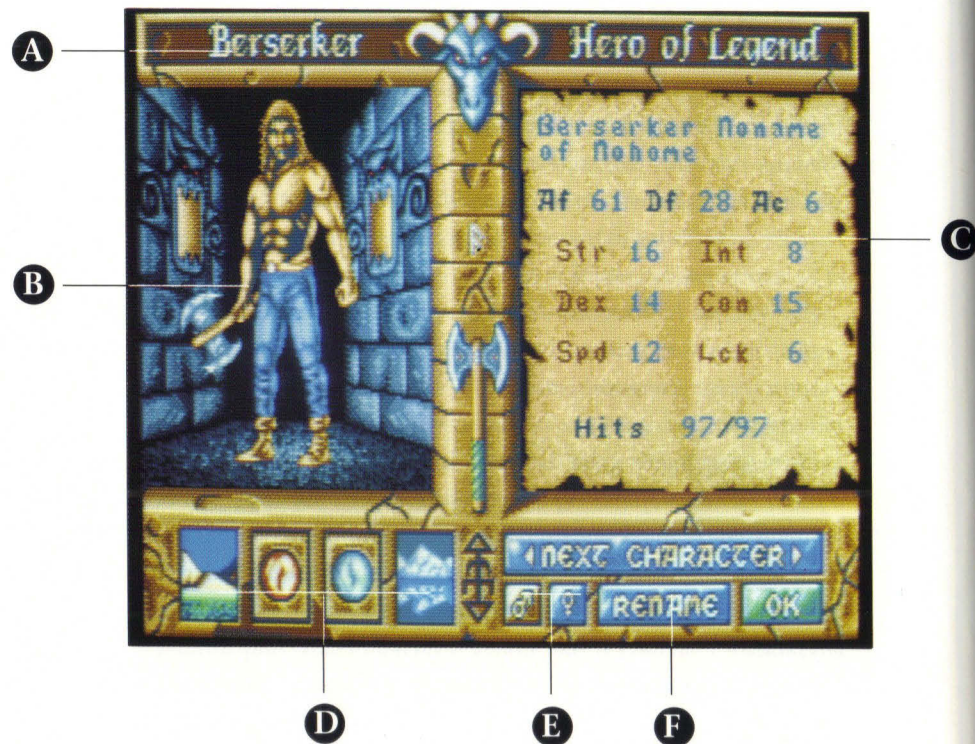 A
Berserker
Hero of Legend
Berserker Noname
of Nohome
Af 61 Df 28 Ac 6
Str 16 Int 8
Dex 14 Con 15
Spd 12 Lck 6
Hits 97/97
C
B
NEXT CHARACTER
RENAME OK
D
E
F